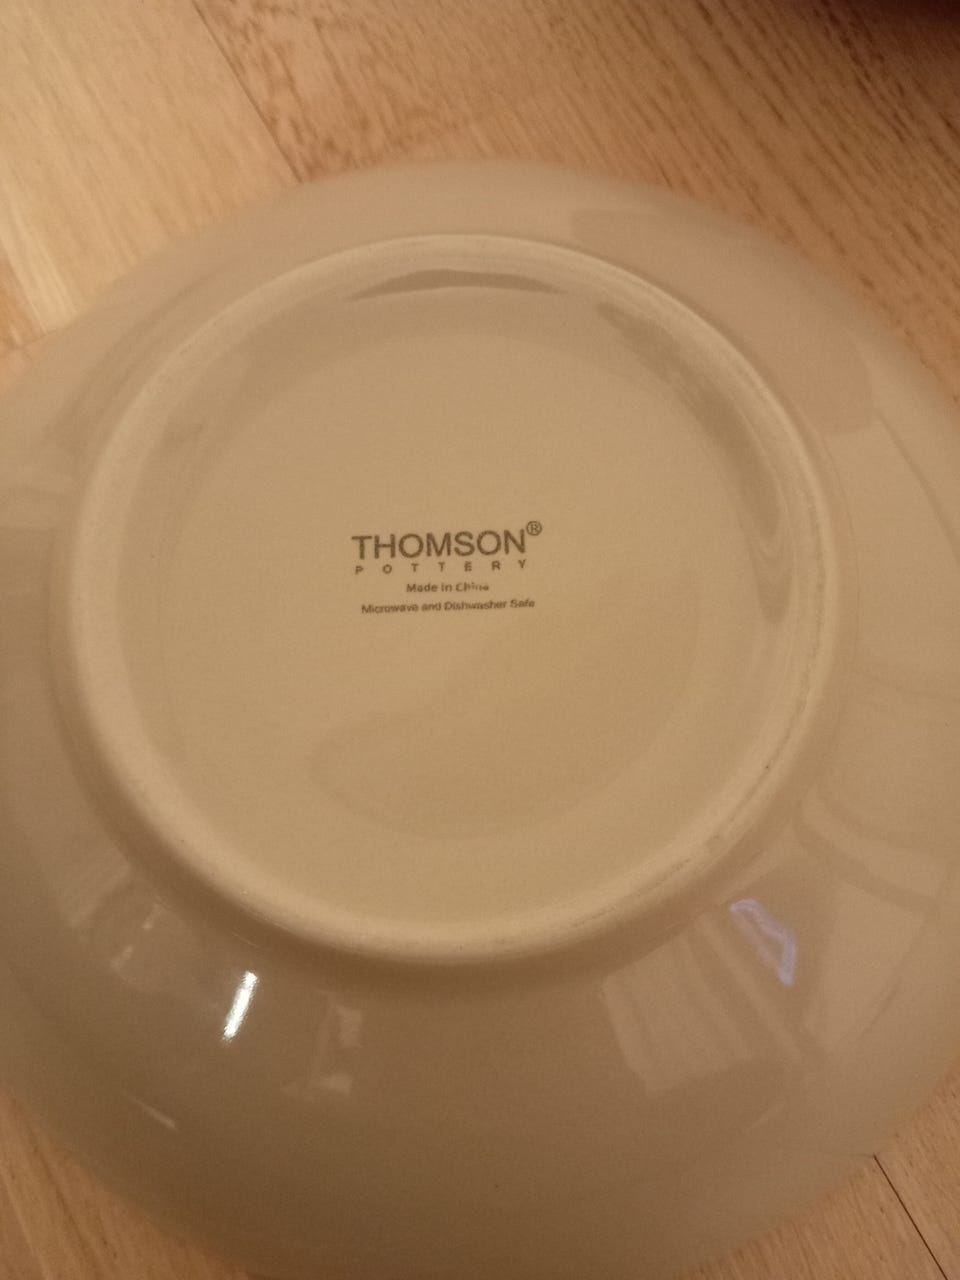 THOMSON®
POTTERY
Made in China
Microwave and Dishwasher Safe